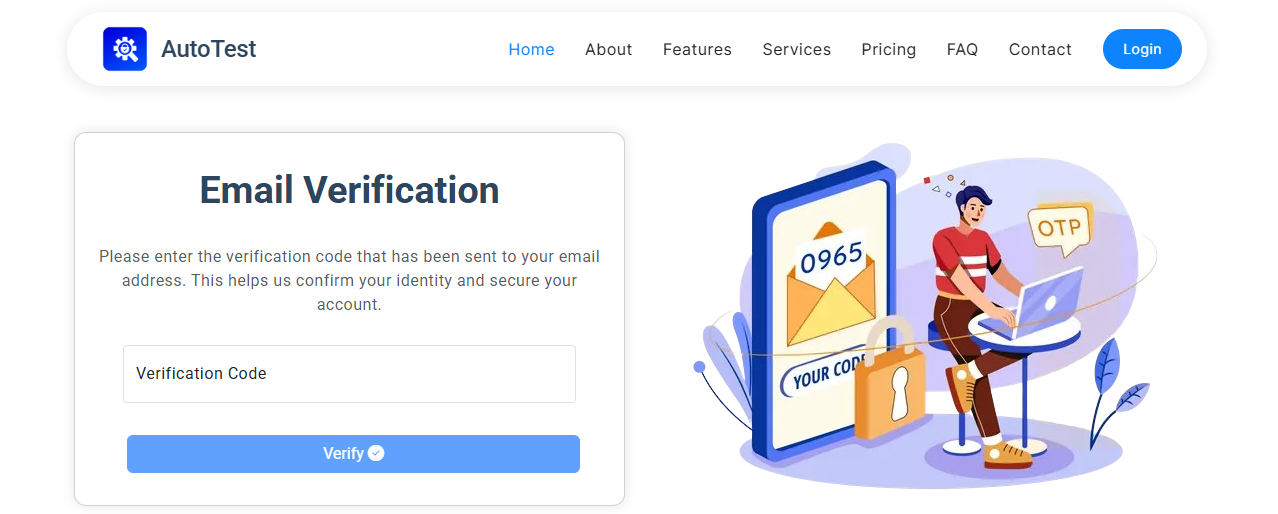 AutoTest
Home About Features Services Pricing FAQ Contact Login
Email Verification
Please enter the verification code that has been sent to your email
address. This helps us confirm your identity and secure your
account.
Verification Code
Verify
0965
YOUR CODE
OTP